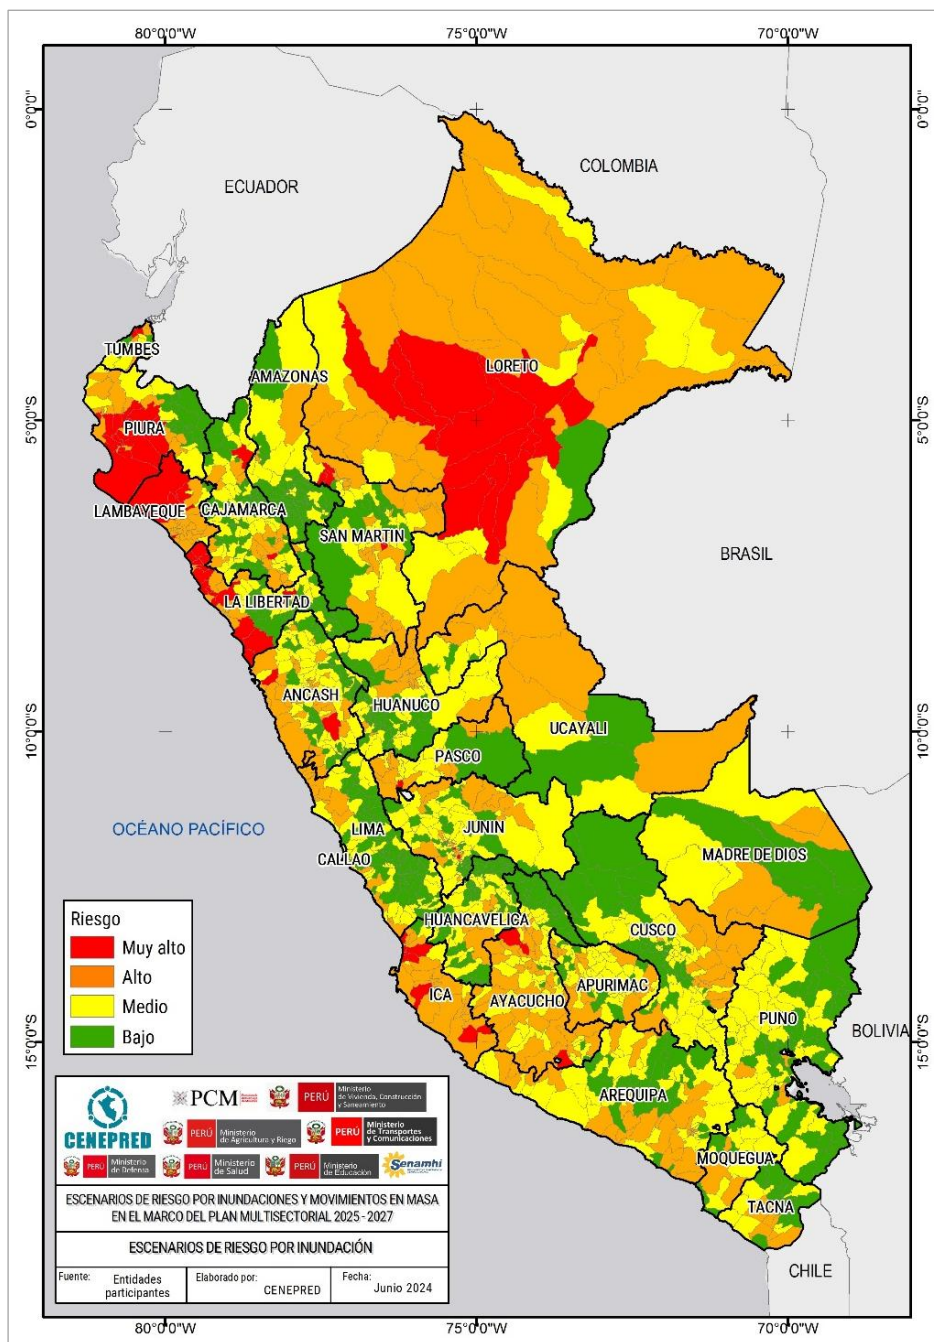 80°0'0"W
75°0'0"W
70°0'0"W
0°0'0"
0°0'0"
COLOMBIA
ECUADOR
TUMBES
LORETO
AMAZONAS
5°0'0"S
5°0'0"S
PIURA
LAMBAYEQUE
CAJAMARCA
SAN MARTIN
BRASIL
LA LIBERTAD
ANCASH
HUANUCO
UCAYALI
10°0'0"S
10°0'0"S
PASCO
OCÉANO PACÍFICO
LIMA
JUNIN
CALLAO
MADRE DE DIOS
HUANCAVELICA
CUSCO
Riesgo
Muy alto
Alto
Medio
Bajo
ICA
AYACUCHO
APURIMAC
PUNO
15°0'0"S
15°0'0"S
BOLIVIA
AREQUIPA
MOQUEGUA
TACNA
CHILE
CENEPRED
PCM
PERÚ
Ministerio
de Vivienda, Construcción
y Saneamiento
PERÚ
Ministerio
de Agricultura y Riego
PERÚ
Ministerio
de Transportes
y Comunicaciones
PERÚ
Ministerio
de Defensa
PERÚ
Ministerio
de Salud
PERÚ
Ministerio
de Educación
Senamhi
ESCENARIOS DE RIESGO POR INUNDACIONES Y MOVIMIENTOS EN MASA
EN EL MARCO DEL PLAN MULTISECTORIAL 2025 - 2027
ESCENARIOS DE RIESGO POR INUNDACIÓN
Fuente: Entidades participantes
Elaborado por: CENEPRED
Fecha: Junio 2024
80°0'0"W
75°0'0"W
70°0'0"W